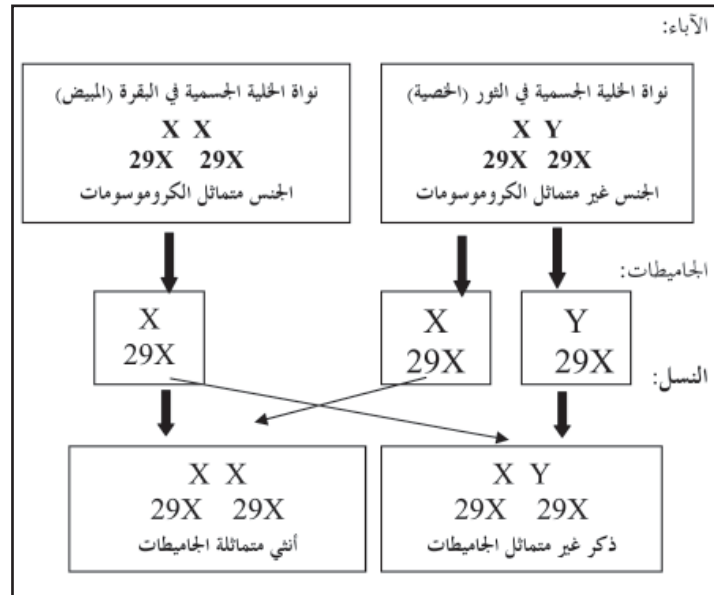 الآباء:
نواة الخلية الجسمية في الثور (الخصية)
X Y
29X 29X
الجنس غير متماثل الكروموسومات
نواة الخلية الجسمية في البقرة (المبيض)
X X
29X 29X
الجنس متماثل الكروموسومات
الجاميطات:
Y
29X
X
29X
X
29X
النسل:
X Y
29X 29X
ذكر غير متماثل الجاميطات
X X
29X 29X
أنثي متماثلة الجاميطات